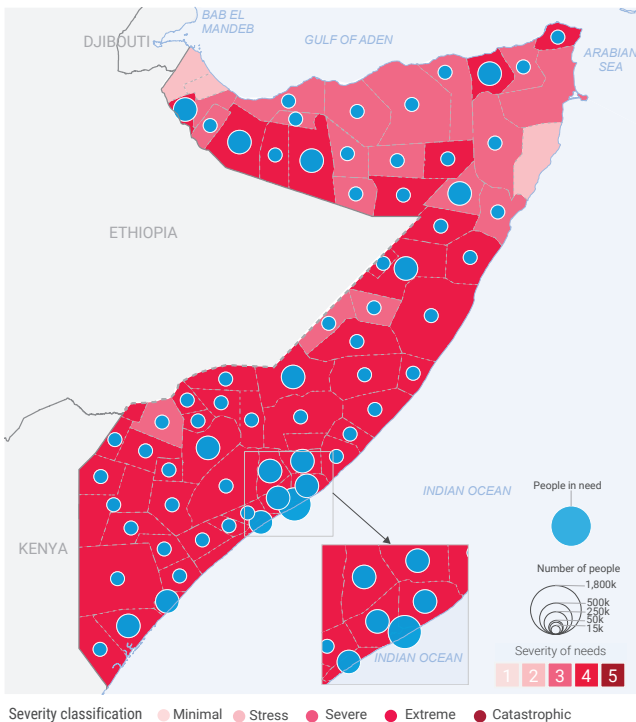 BAB EL
MANDEB
DJIBOUTI
GULF OF ADEN
ARABIAN
SEA
ETHIOPIA
INDIAN OCEAN
People in need
KENYA
Number of people
1,800k
500k
250k
50k
15k
INDIAN OCEAN
Severity of needs
1 2 3 4 5
Severity classification Minimal Stress Severe Extreme Catastrophic